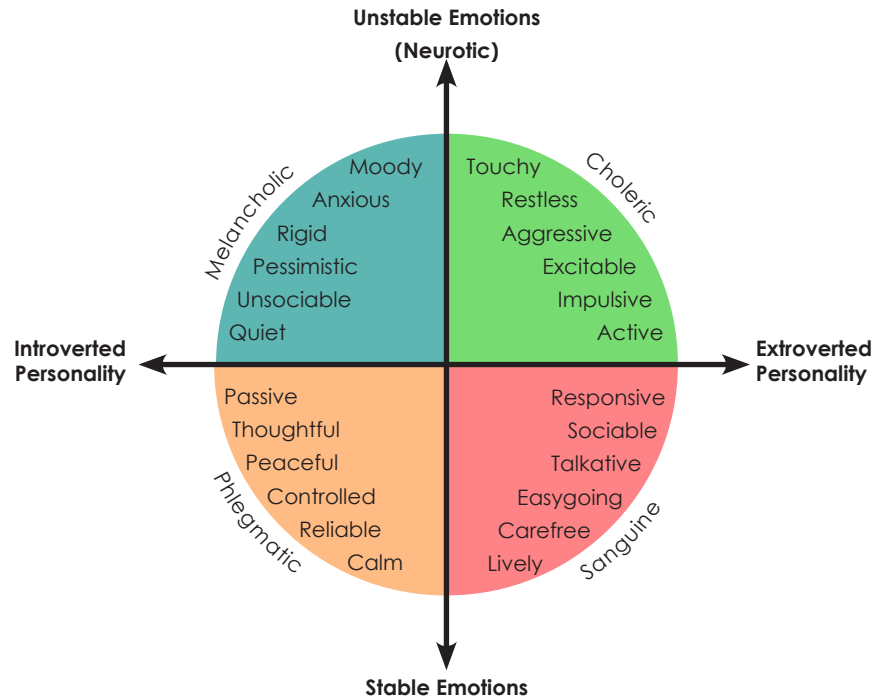 Unstable Emotions
(Neurotic)
Melancholic
Moody
Anxious
Rigid
Pessimistic
Unsociable
Quiet
Choleric
Touchy
Restless
Aggressive
Excitable
Impulsive
Active
Introverted
Personality
Extroverted
Personality
Phlegmatic
Passive
Thoughtful
Peaceful
Controlled
Reliable
Calm
Sanguine
Responsive
Sociable
Talkative
Easygoing
Carefree
Lively
Stable Emotions